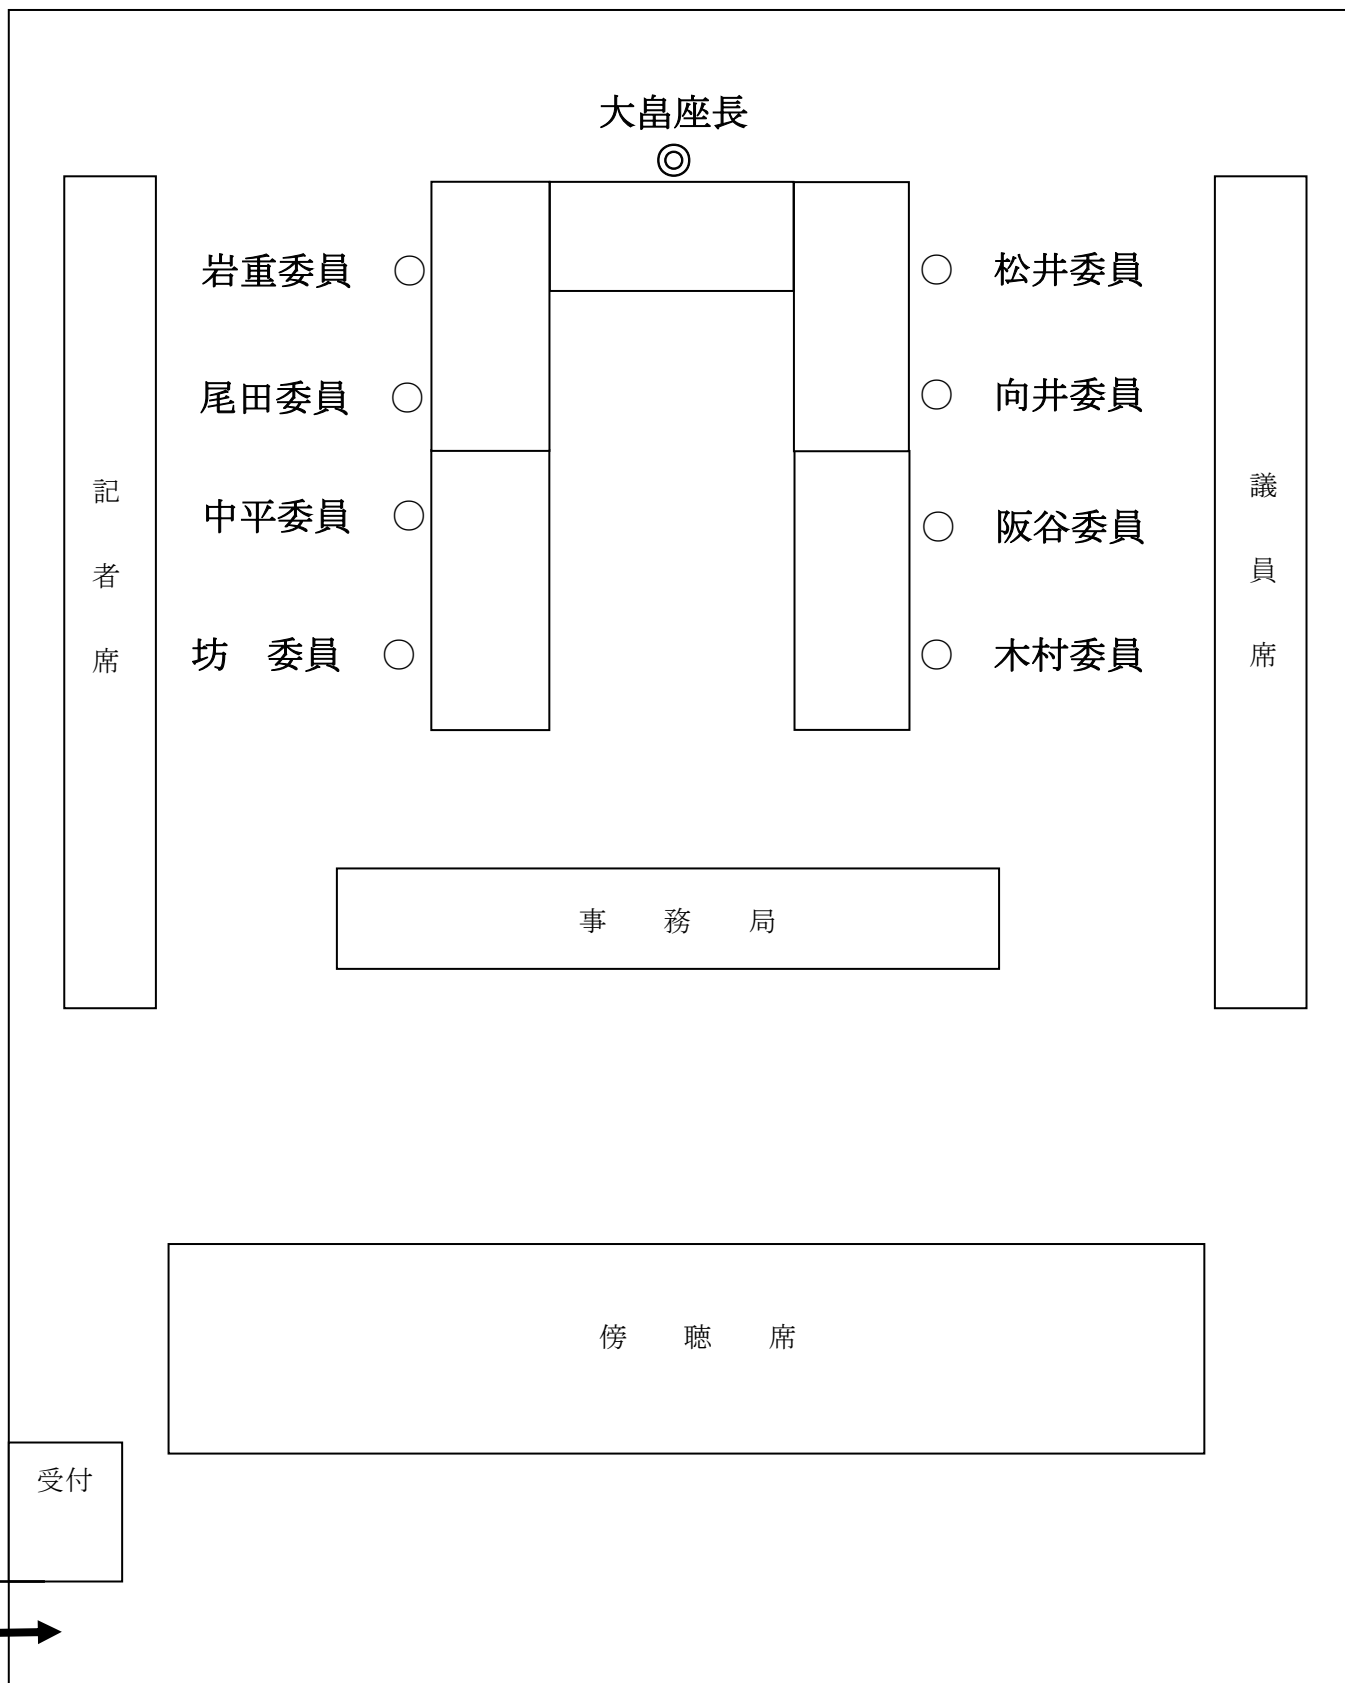 大畠座長
岩重委員 ○
○ 松井委員
尾田委員 ○
○ 向井委員
中平委員 ○
○ 阪谷委員
坊　委員 ○
○ 木村委員
記者席
議員席
事　務　局
傍　聴　席
受付